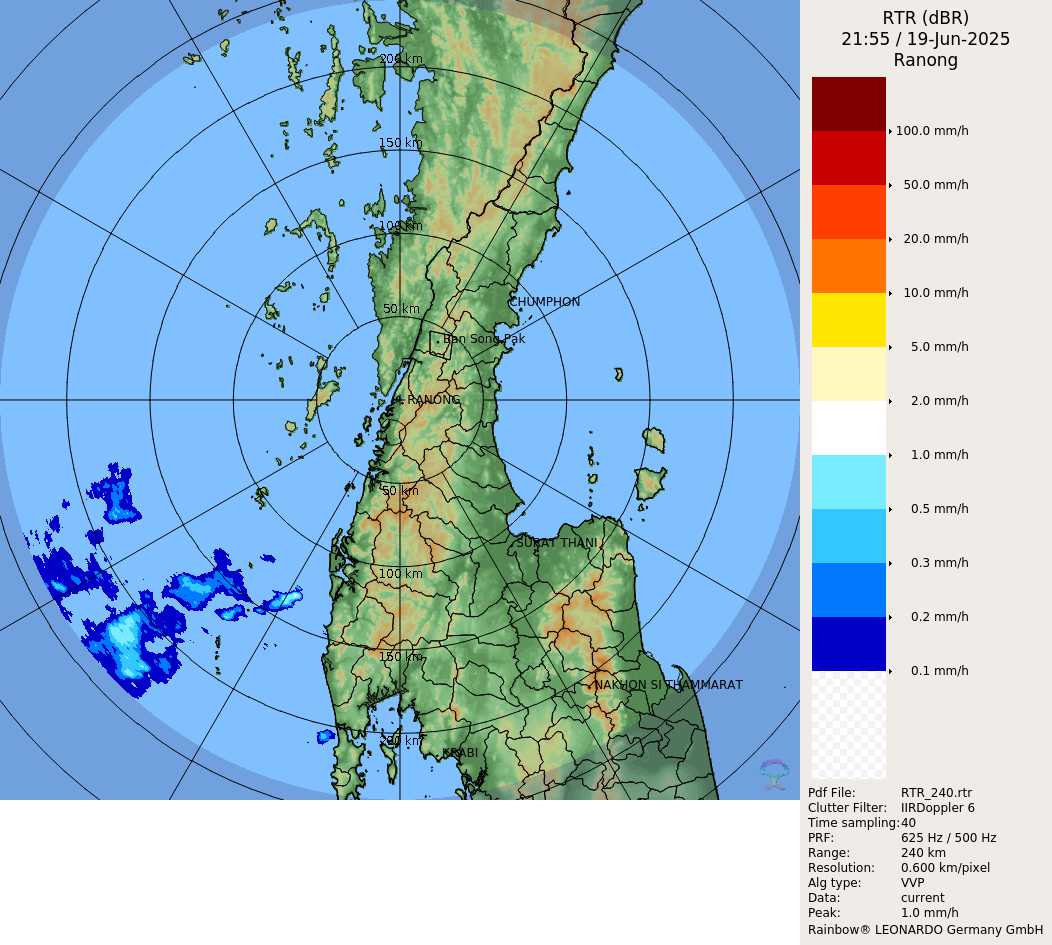 RTR (dBR)
21:55 / 19-Jun-2025
Ranong
200 km
150 km
100 km
50 km
CHUMPHON
Ban Song Pak
RANONG
50 km
SURAT THANI
100 km
150 km
NAKHON SI THAMMARAT
200 km
KRABI
100.0 mm/h
50.0 mm/h
20.0 mm/h
10.0 mm/h
5.0 mm/h
2.0 mm/h
1.0 mm/h
0.5 mm/h
0.3 mm/h
0.2 mm/h
0.1 mm/h
Pdf File: RTR_240.rtr
Clutter Filter: IIRDoppler 6
Time sampling:40
PRF: 625 Hz / 500 Hz
Range: 240 km
Resolution: 0.600 km/pixel
Alg type: VVP
Data: current
Peak: 1.0 mm/h
Rainbow® LEONARDO Germany GmbH